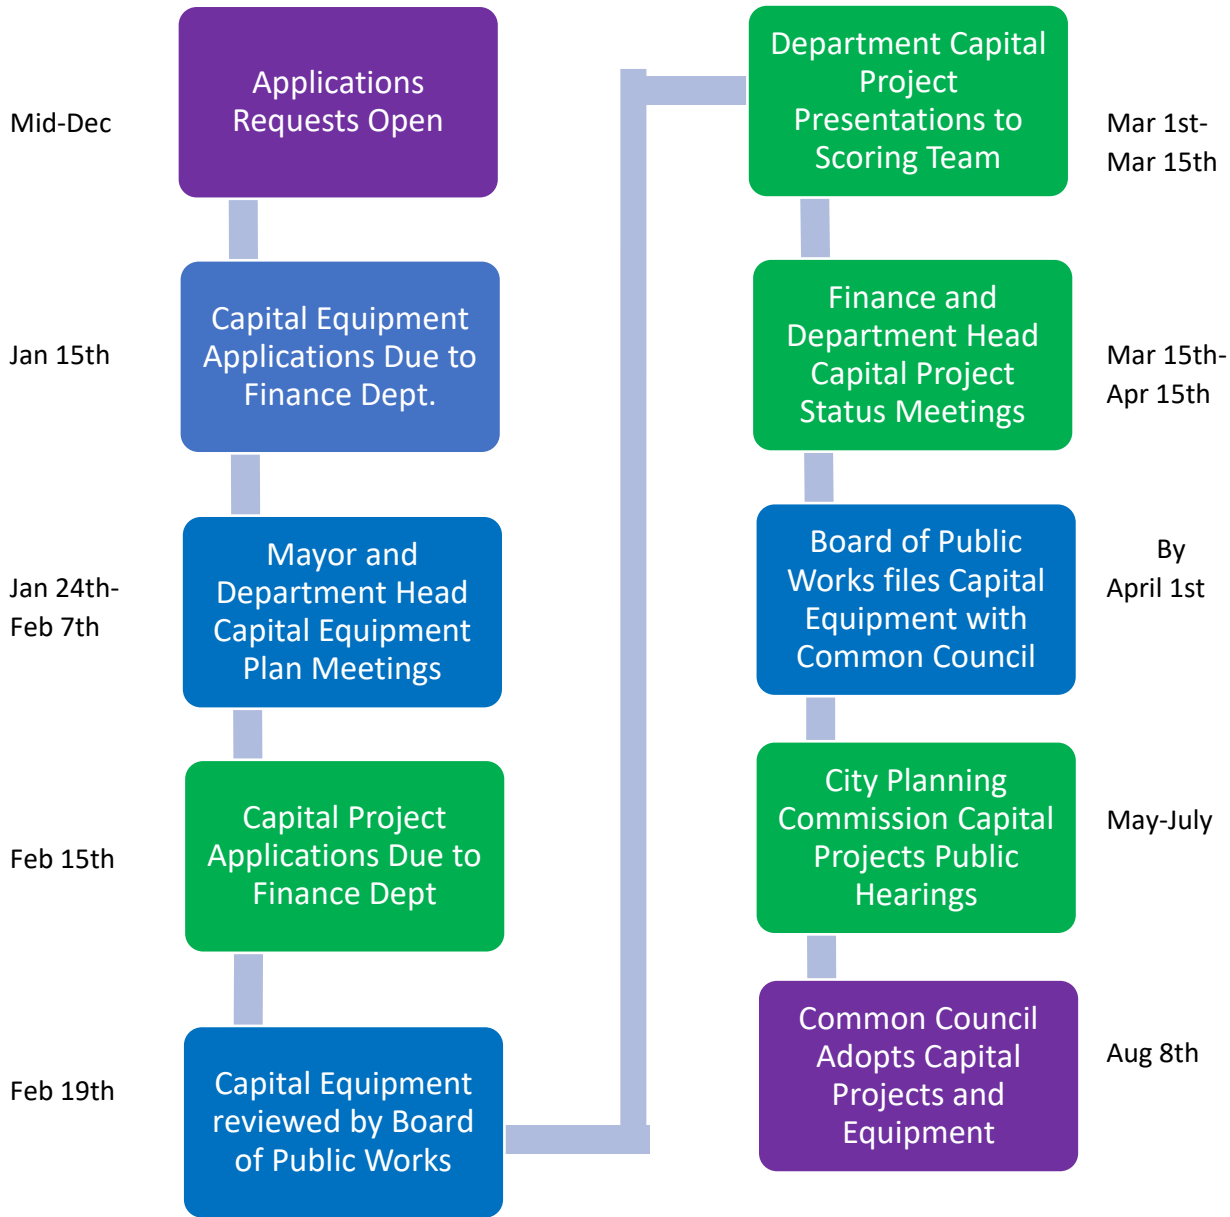 Mid-Dec
Applications
Requests Open
Jan 15th
Capital Equipment
Applications Due to
Finance Dept.
Jan 24th-
Feb 7th
Mayor and
Department Head
Capital Equipment
Plan Meetings
Feb 15th
Capital Project
Applications Due to
Finance Dept
Feb 19th
Capital Equipment
reviewed by Board
of Public Works
Department Capital
Project
Presentations to
Scoring Team
Mar 1st-
Mar 15th
Finance and
Department Head
Capital Project
Status Meetings
Mar 15th-
Apr 15th
Board of Public
Works files Capital
Equipment with
Common Council
By
April 1st
City Planning
Commission Capital
Projects Public
Hearings
May-July
Common Council
Adopts Capital
Projects and
Equipment
Aug 8th